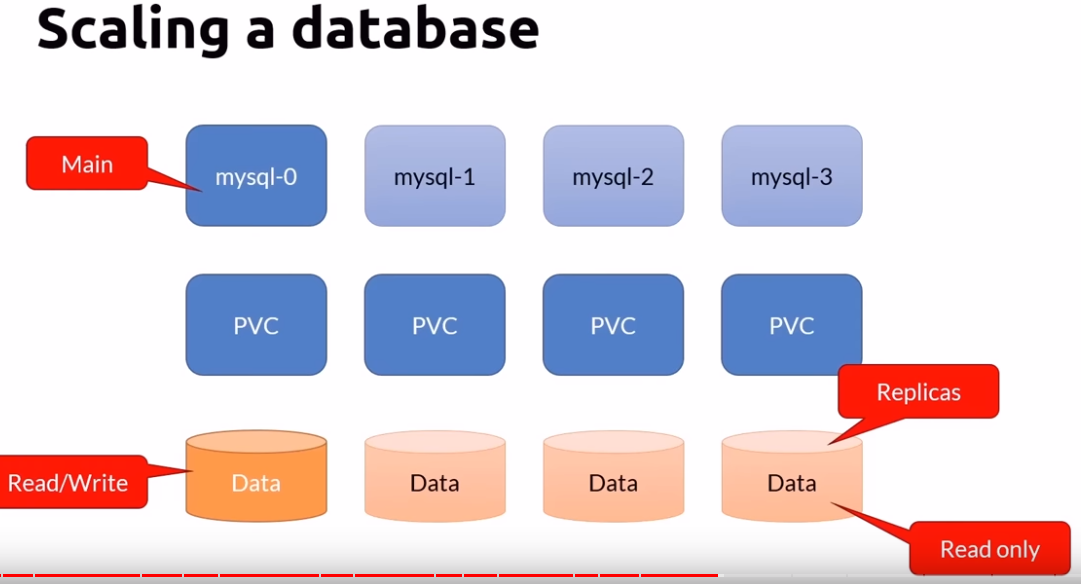 Scaling a database
Main
mysql-0
mysql-1
mysql-2
mysql-3
PVC
PVC
PVC
PVC
Replicas
Read/Write
Data
Data
Data
Data
Read only